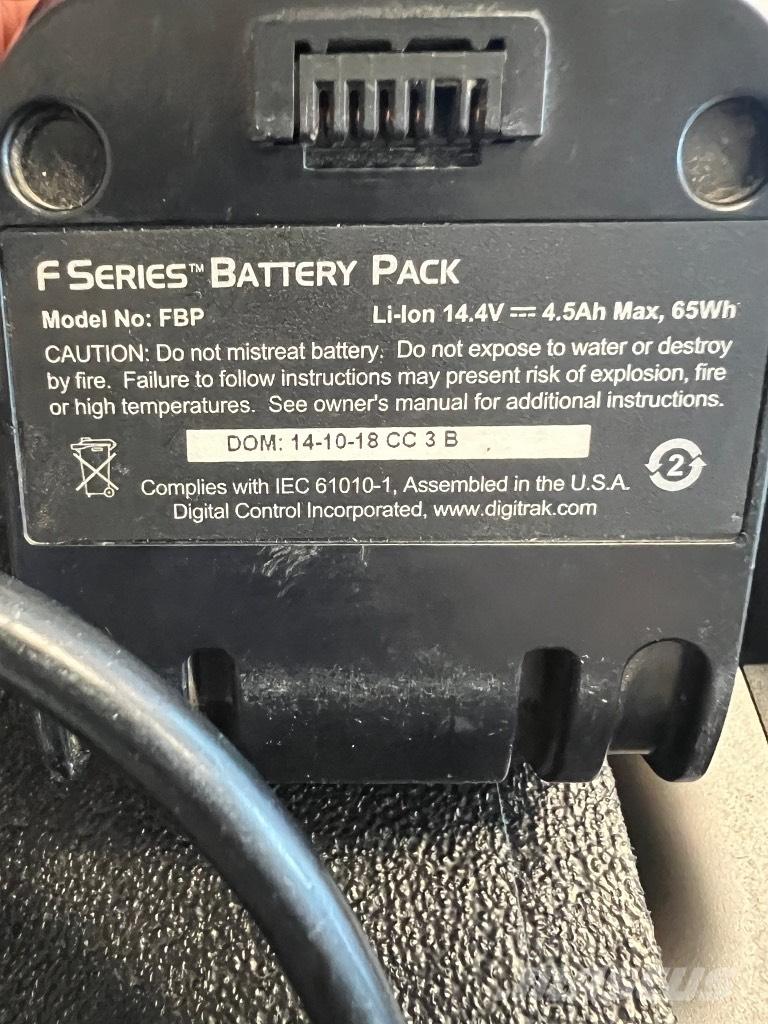 F SERIES™ BATTERY PACK
Model No: FBP Li-Ion 14.4V ⎓ 4.5Ah Max, 65Wh
CAUTION: Do not mistreat battery. Do not expose to water or destroy
by fire. Failure to follow instructions may present risk of explosion, fire
or high temperatures. See owner's manual for additional instructions.
DOM: 14-10-18 CC 3 B
2
Complies with IEC 61010-1, Assembled in the U.S.A.
Digital Control Incorporated, www.digitrak.com